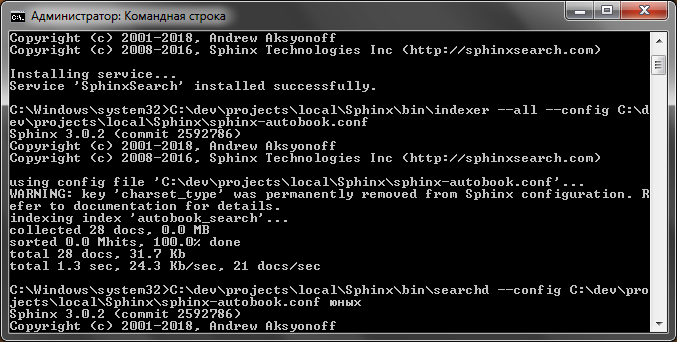 Администратор: Командная строка
Copyright (c) 2001-2018, Andrew Aksyonoff
Copyright (c) 2008-2016, Sphinx Technologies Inc (http://sphinxsearch.com)
Installing service...
Service 'SphinxSearch' installed successfully.
C:\Windows\system32>C:\dev\projects\local\Sphinx\bin\indexer --all --config C:\d
ev\projects\local\Sphinx\sphinx-autobook.conf
Sphinx 3.0.2 (commit 2592786)
Copyright (c) 2001-2018, Andrew Aksyonoff
Copyright (c) 2008-2016, Sphinx Technologies Inc (http://sphinxsearch.com)
using config file 'C:\dev\projects\local\Sphinx\sphinx-autobook.conf'...
WARNING: key 'charset_type' was permanently removed from Sphinx configuration. R
efer to documentation for details.
indexing index 'autobook_search'...
collected 28 docs, 0.0 MB
sorted 0.0 Mhits, 100.0% done
total 28 docs, 31.7 Kb
total 1.3 sec, 24.3 Kb/sec, 21 docs/sec
C:\Windows\system32>C:\dev\projects\local\Sphinx\bin\searchd --config C:\dev\pro
jects\local\Sphinx\sphinx-autobook.conf юных
Sphinx 3.0.2 (commit 2592786)
Copyright (c) 2001-2018, Andrew Aksyonoff